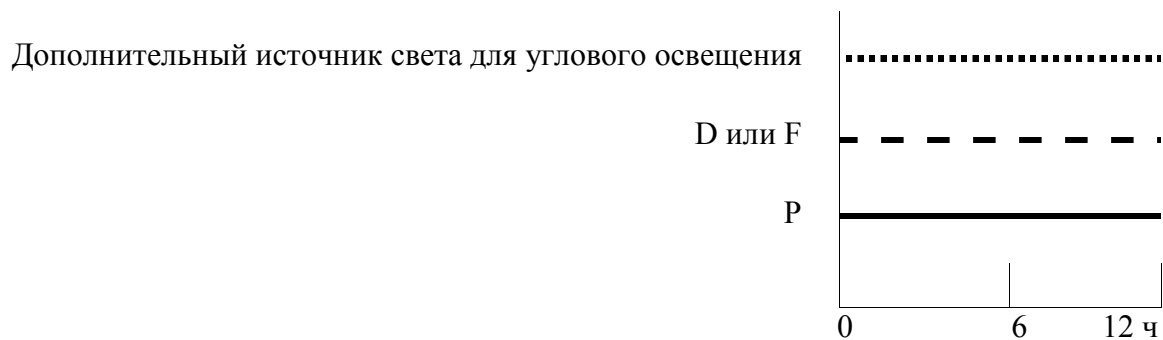 Дополнительный источник света для углового освещения
D или F
P
0 6 12 ч